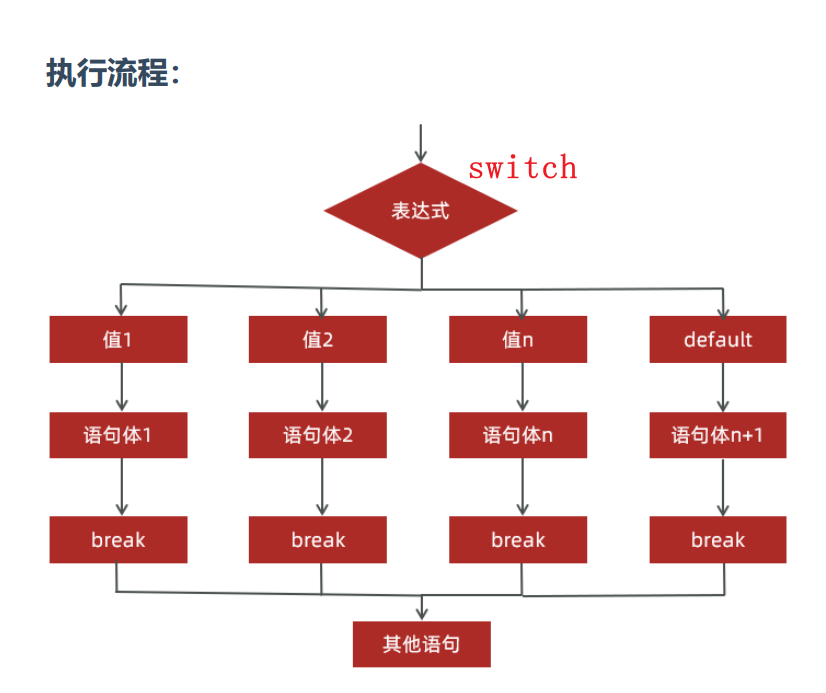 执行流程：
switch
表达式
值1
值2
值n
default
语句体1
语句体2
语句体n
语句体n+1
break
break
break
break
其他语句